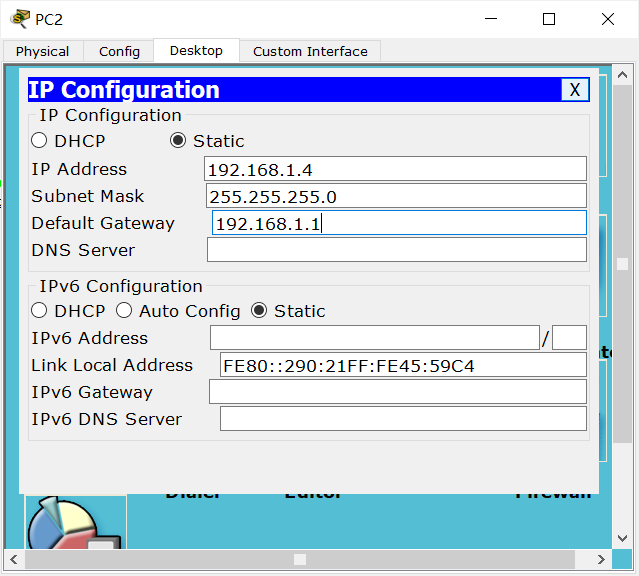 PC2
Physical Config Desktop Custom Interface
IP Configuration X
IP Configuration
DHCP Static
IP Address 192.168.1.4
Subnet Mask 255.255.255.0
Default Gateway 192.168.1.1
DNS Server
IPv6 Configuration
DHCP Auto Config Static
IPv6 Address /
Link Local Address FE80::290:21FF:FE45:59C4
IPv6 Gateway
IPv6 DNS Server
Dialer Editor Firewall